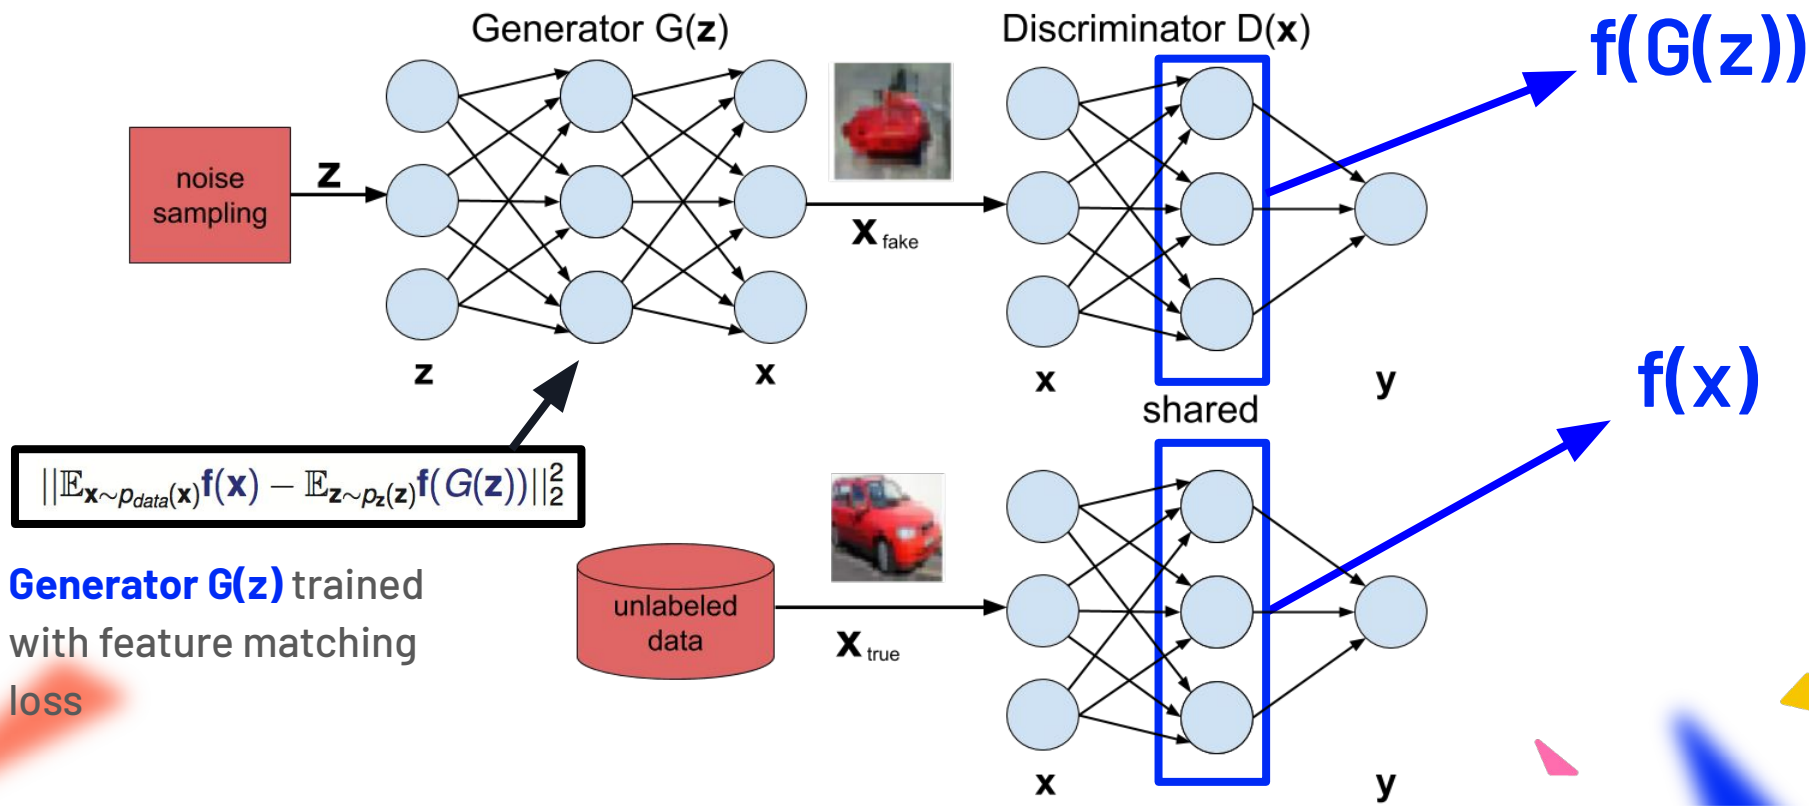 Generator G(z)
Discriminator D(x)
f(G(z))
noise
sampling
z
x fake
z
x
x
y
shared
f(x)
||𝔼x∼pdata(x)f(x) − 𝔼z∼pz(z)f(G(z))||22
Generator G(z) trained
with feature matching
loss
unlabeled
data
x true
x
y